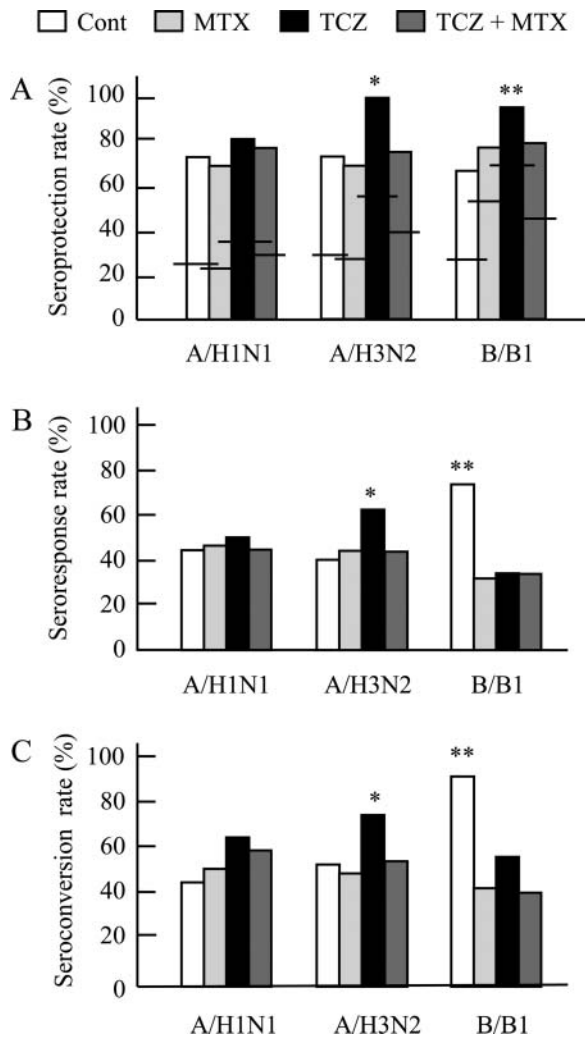 Cont MTX TCZ TCZ + MTX
A
Seroprotection rate (%)
100
80
60
40
20
0
* **
A/H1N1 A/H3N2 B/B1
B
Seroresponse rate (%)
100
80
60
40
20
0
* **
A/H1N1 A/H3N2 B/B1
C
Seroconversion rate (%)
100
80
60
40
20
0
* **
A/H1N1 A/H3N2 B/B1